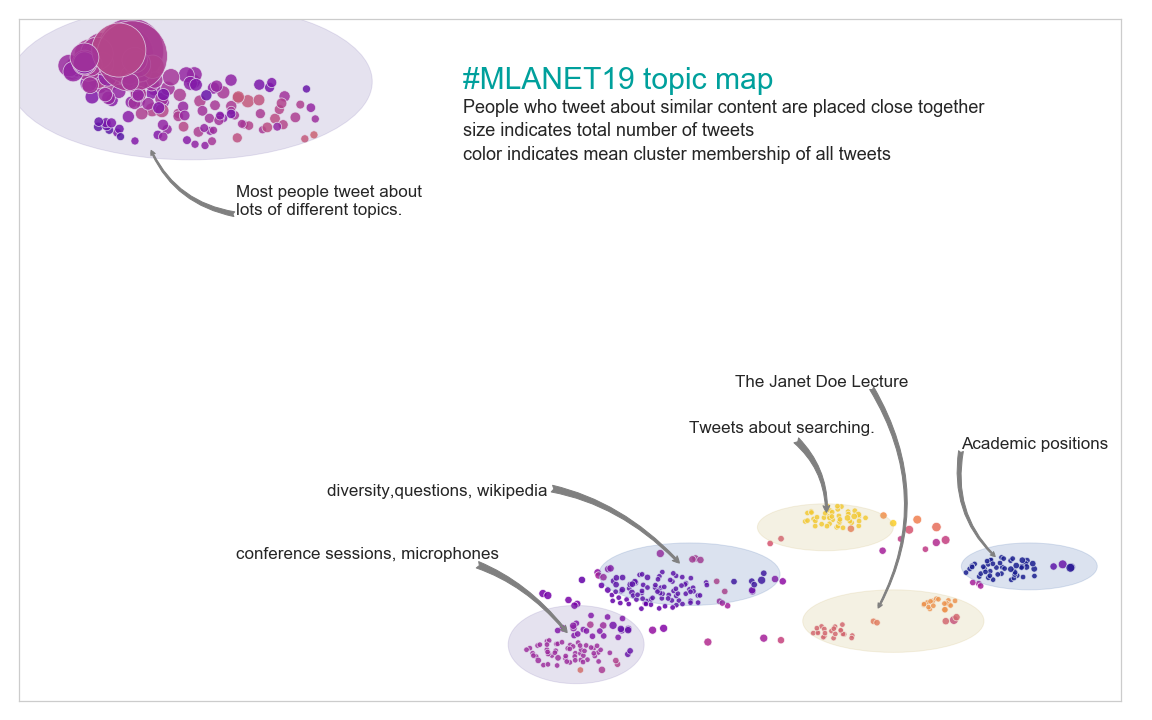 #MLANET19 topic map
People who tweet about similar content are placed close together
size indicates total number of tweets
color indicates mean cluster membership of all tweets
Most people tweet about
lots of different topics.
The Janet Doe Lecture
Tweets about searching.
Academic positions
diversity,questions, wikipedia
conference sessions, microphones